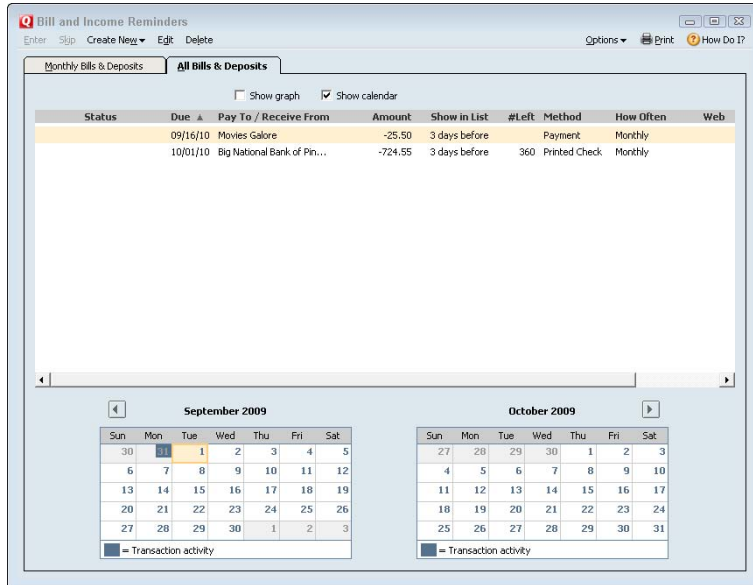 Bill and Income Reminders
Enter Skip Create New Edit Delete Options Print How Do I?
Monthly Bills & Deposits All Bills & Deposits
Show graph Show calendar
Status Due Pay To / Receive From Amount Show in List #Left Method How Often Web
09/16/10 Movies Galore -25.50 3 days before Payment Monthly
10/01/10 Big National Bank of Pin... -724.55 3 days before 360 Printed Check Monthly
September 2009 October 2009
Sun Mon Tue Wed Thu Fri Sat Sun Mon Tue Wed Thu Fri Sat
30 31 1 2 3 4 5 27 28 29 30 1 2 3
6 7 8 9 10 11 12 4 5 6 7 8 9 10
13 14 15 16 17 18 19 11 12 13 14 15 16 17
20 21 22 23 24 25 26 18 19 20 21 22 23 24
27 28 29 30 1 2 3 25 26 27 28 29 30 31
= Transaction activity = Transaction activity